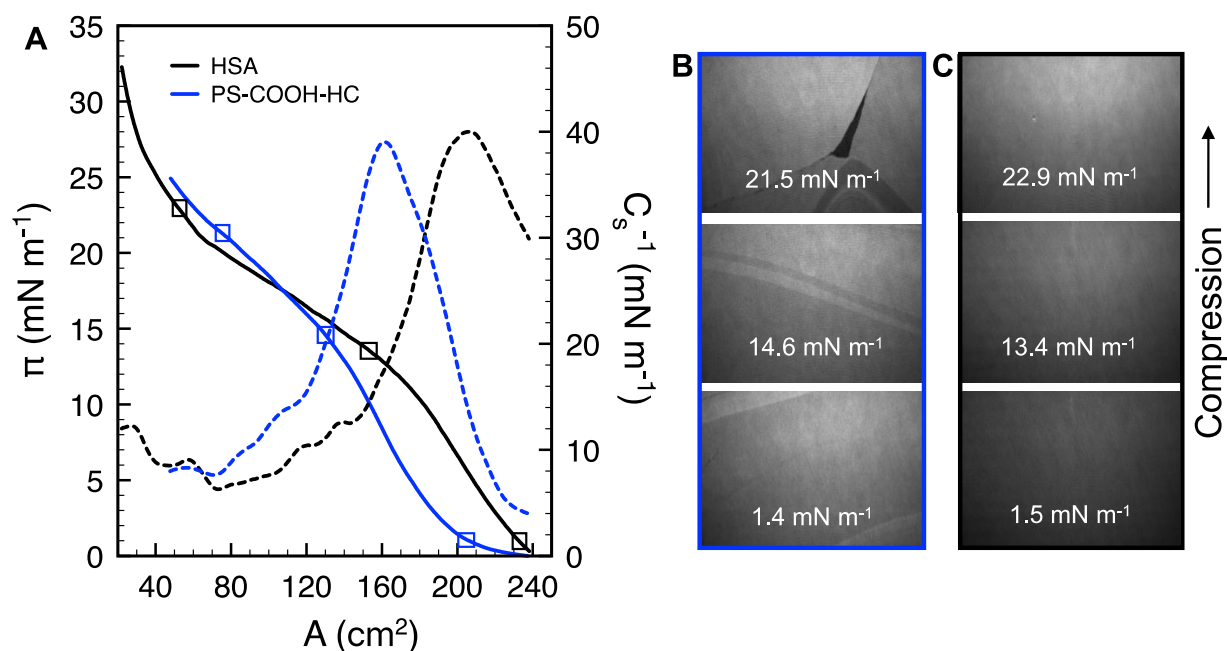 A
HSA
PS-COOH-HC
35
30
25
20
15
10
5
0
π (mN m⁻¹)
50
40
30
20
10
0
Cₛ⁻¹ (mN m⁻¹)
40 80 120 160 200 240
A (cm²)
B
21.5 mN m⁻¹
14.6 mN m⁻¹
1.4 mN m⁻¹
C
22.9 mN m⁻¹
13.4 mN m⁻¹
1.5 mN m⁻¹
Compression